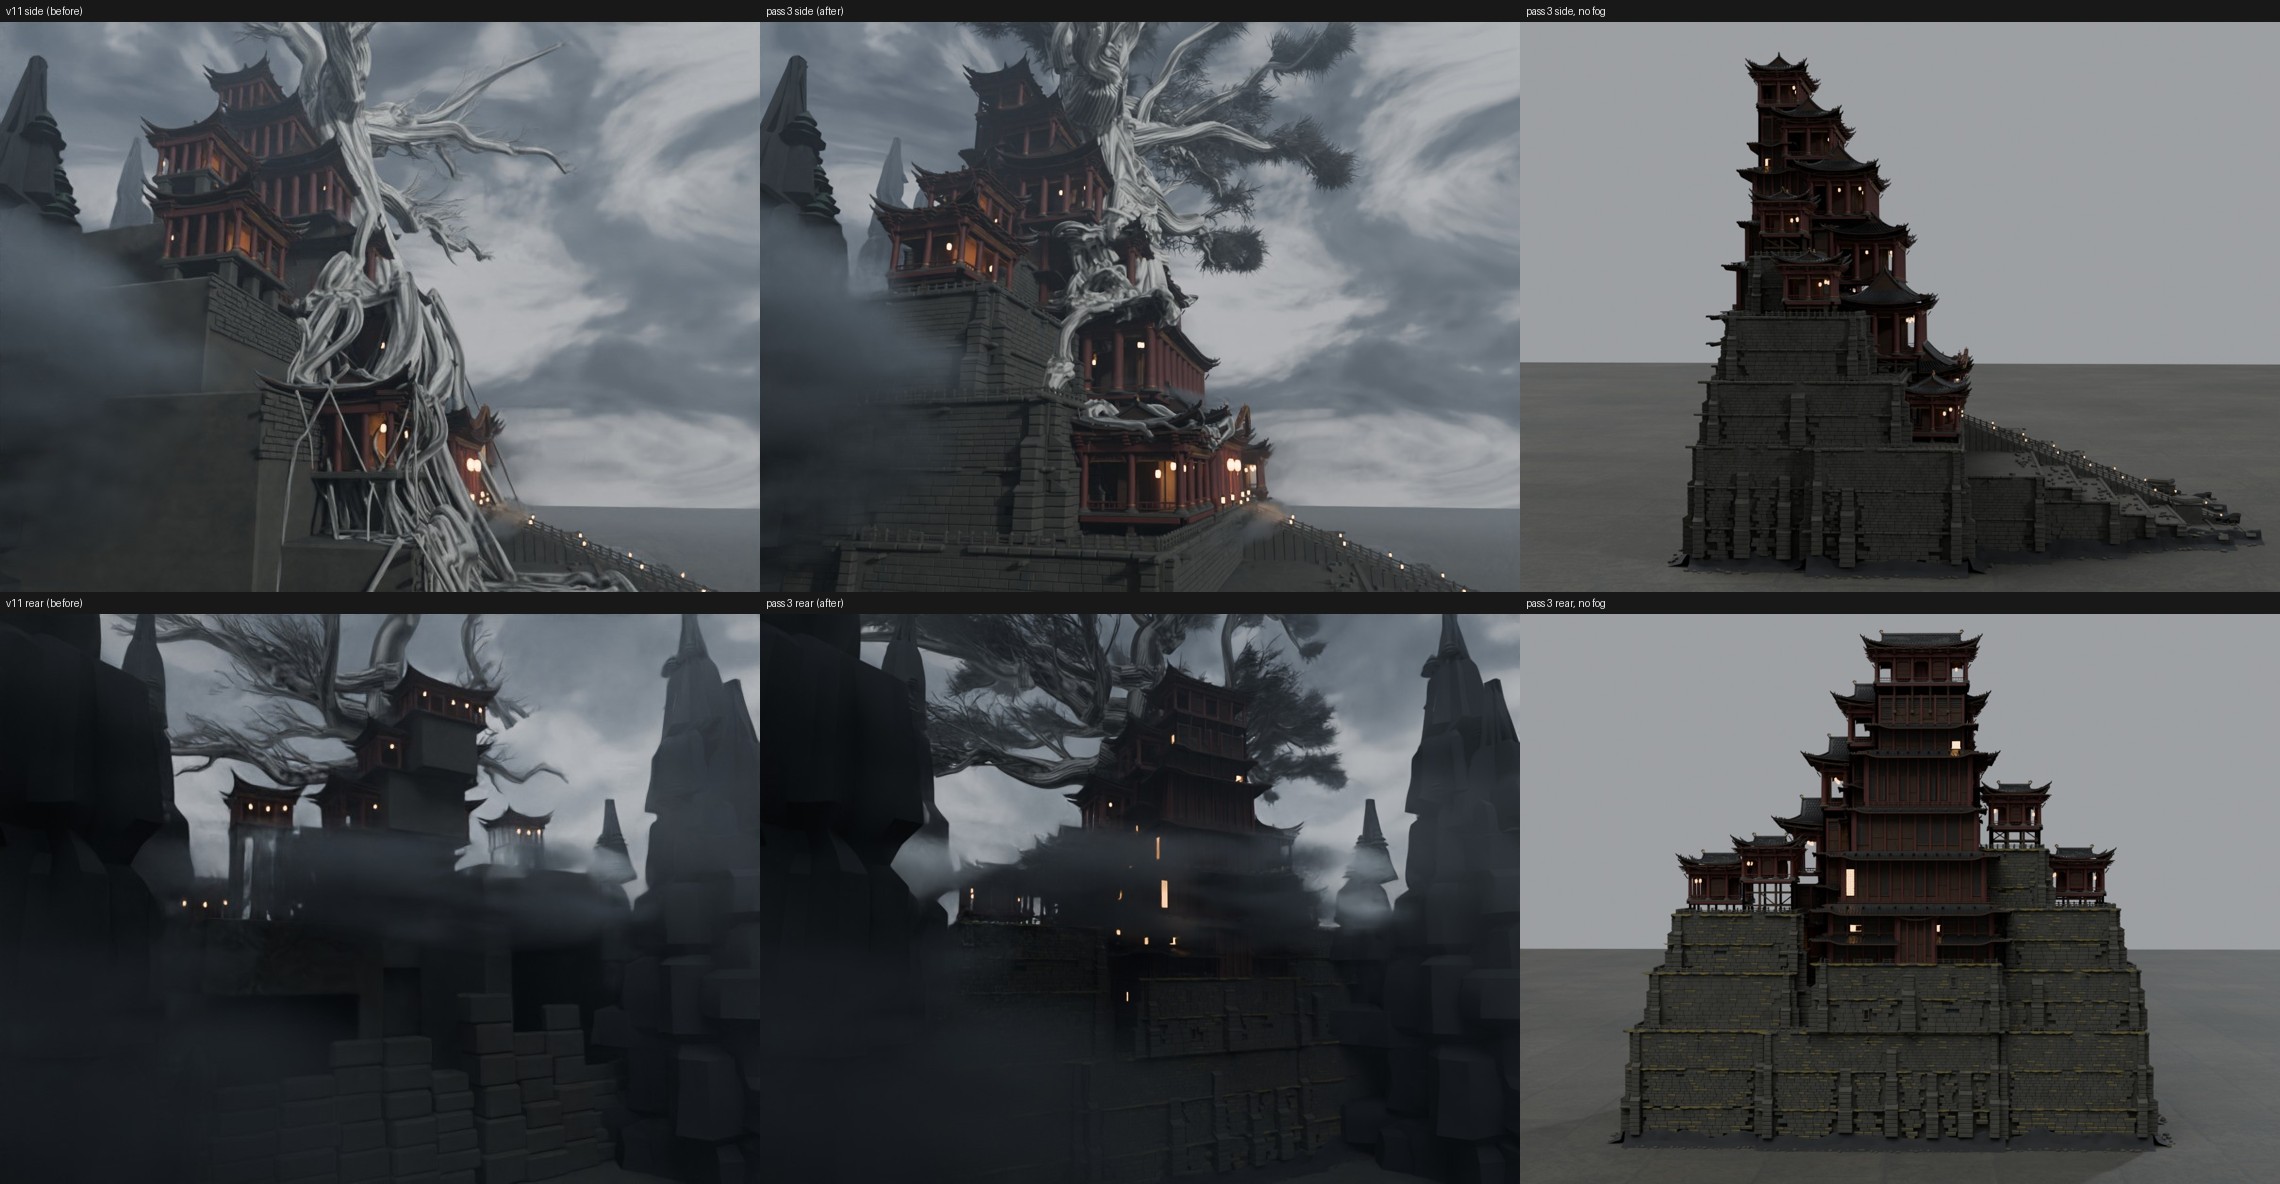 v11 side (before)
pass 3 side (after)
pass 3 side, no fog
v11 rear (before)
pass 3 rear (after)
pass 3 rear, no fog